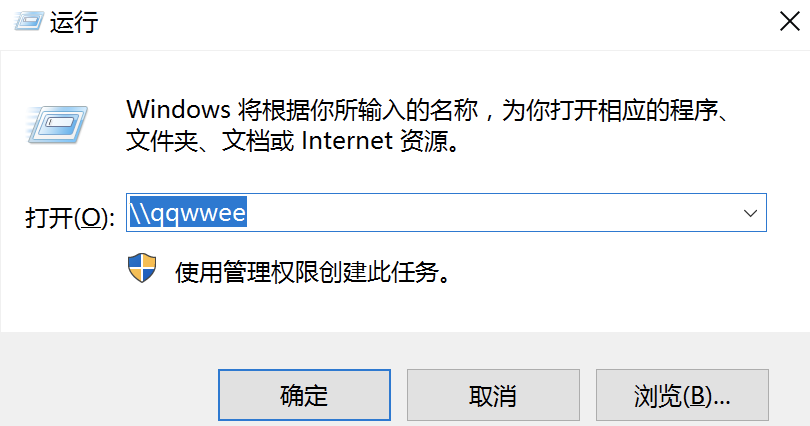 运行
Windows 将根据你所输入的名称，为你打开相应的程序、
文件夹、文档或 Internet 资源。
打开(O): \\qqwwee
使用管理权限创建此任务。
确定 取消 浏览(B)...